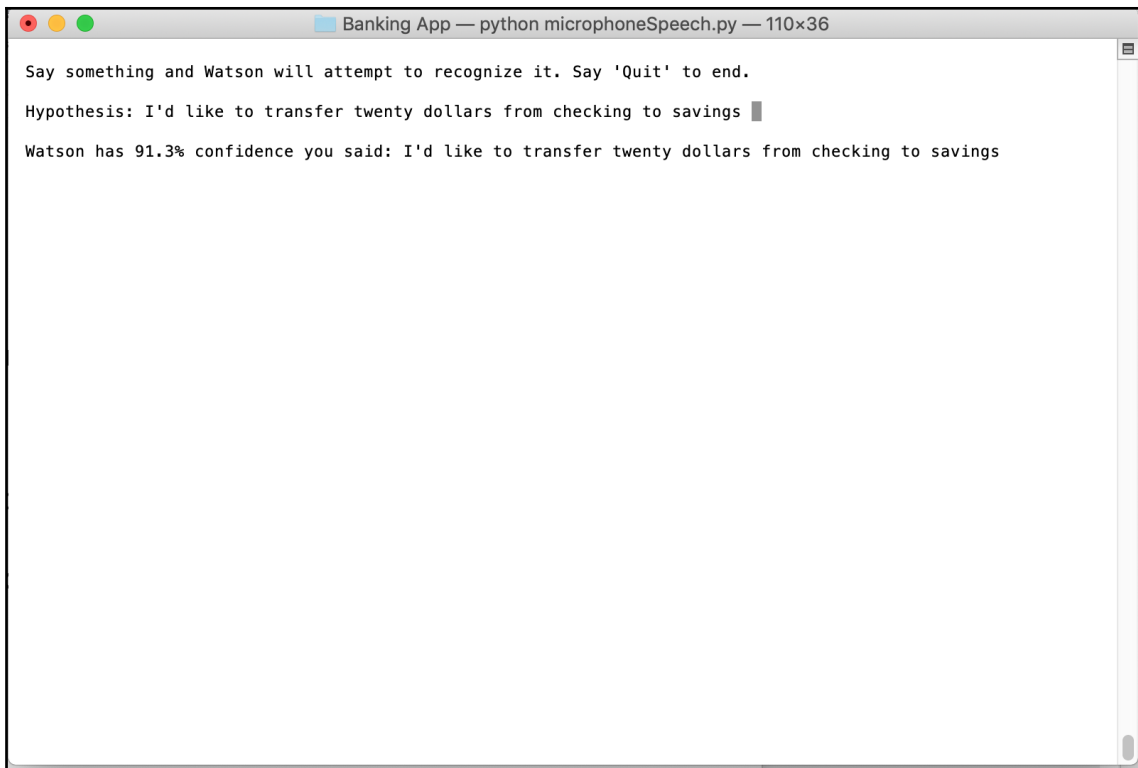 Banking App — python microphoneSpeech.py — 110×36
Say something and Watson will attempt to recognize it. Say 'Quit' to end.
Hypothesis: I'd like to transfer twenty dollars from checking to savings
Watson has 91.3% confidence you said: I'd like to transfer twenty dollars from checking to savings